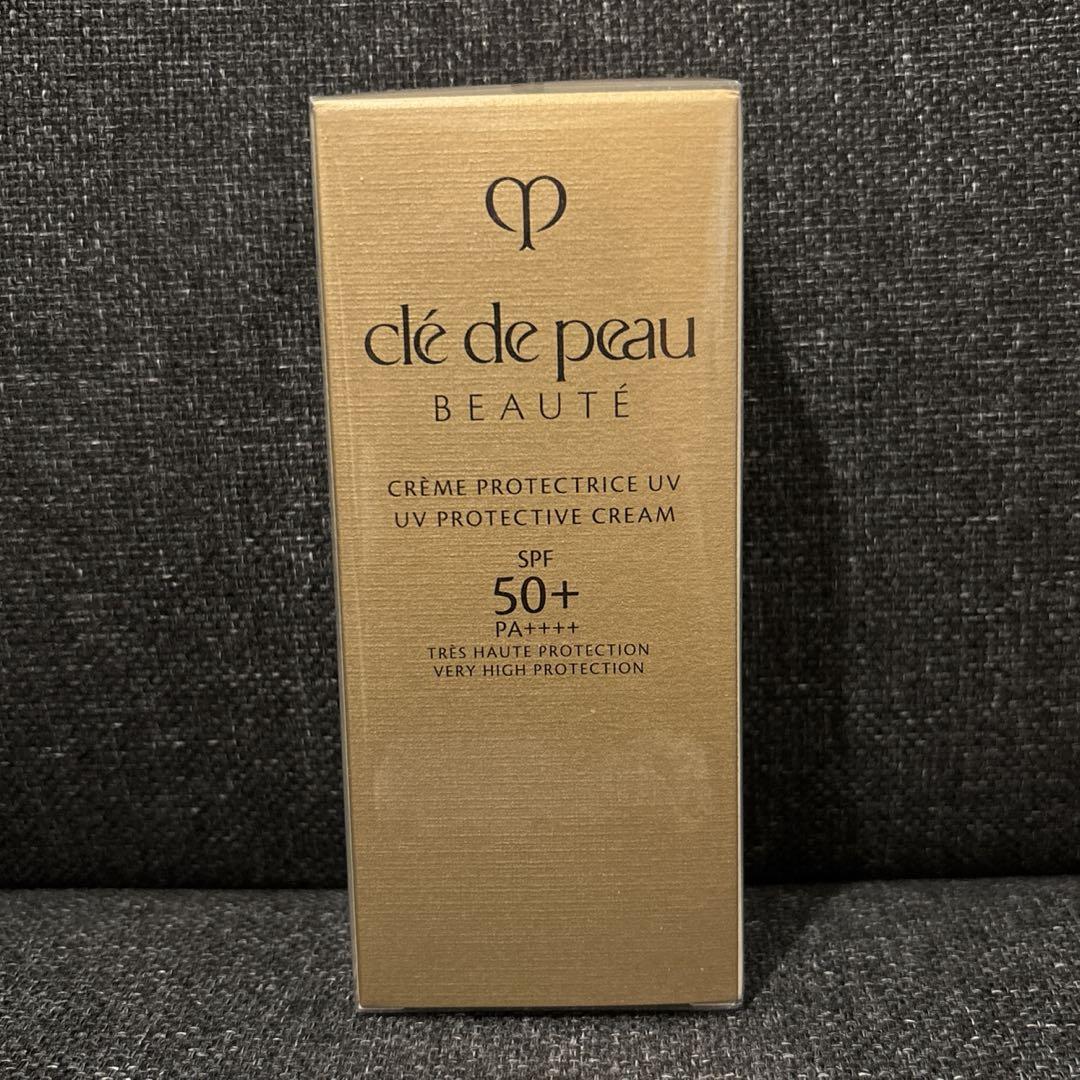 clé de peau
BEAUTÉ
CRÈME PROTECTRICE UV
UV PROTECTIVE CREAM
SPF
50+
PA++++
TRÈS HAUTE PROTECTION
VERY HIGH PROTECTION